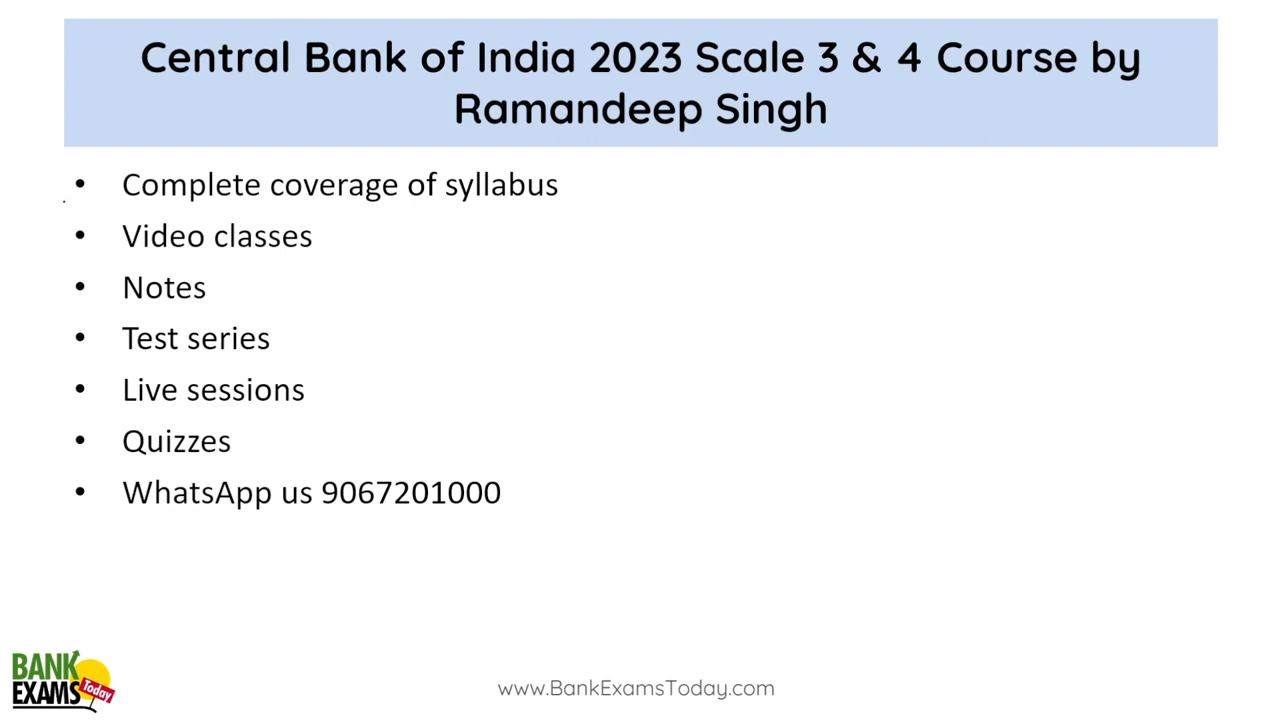 Central Bank of India 2023 Scale 3 & 4 Course by
Ramandeep Singh
• Complete coverage of syllabus
• Video classes
• Notes
• Test series
• Live sessions
• Quizzes
• WhatsApp us 9067201000
BANK
EXAMS
Today
www.BankExamsToday.com